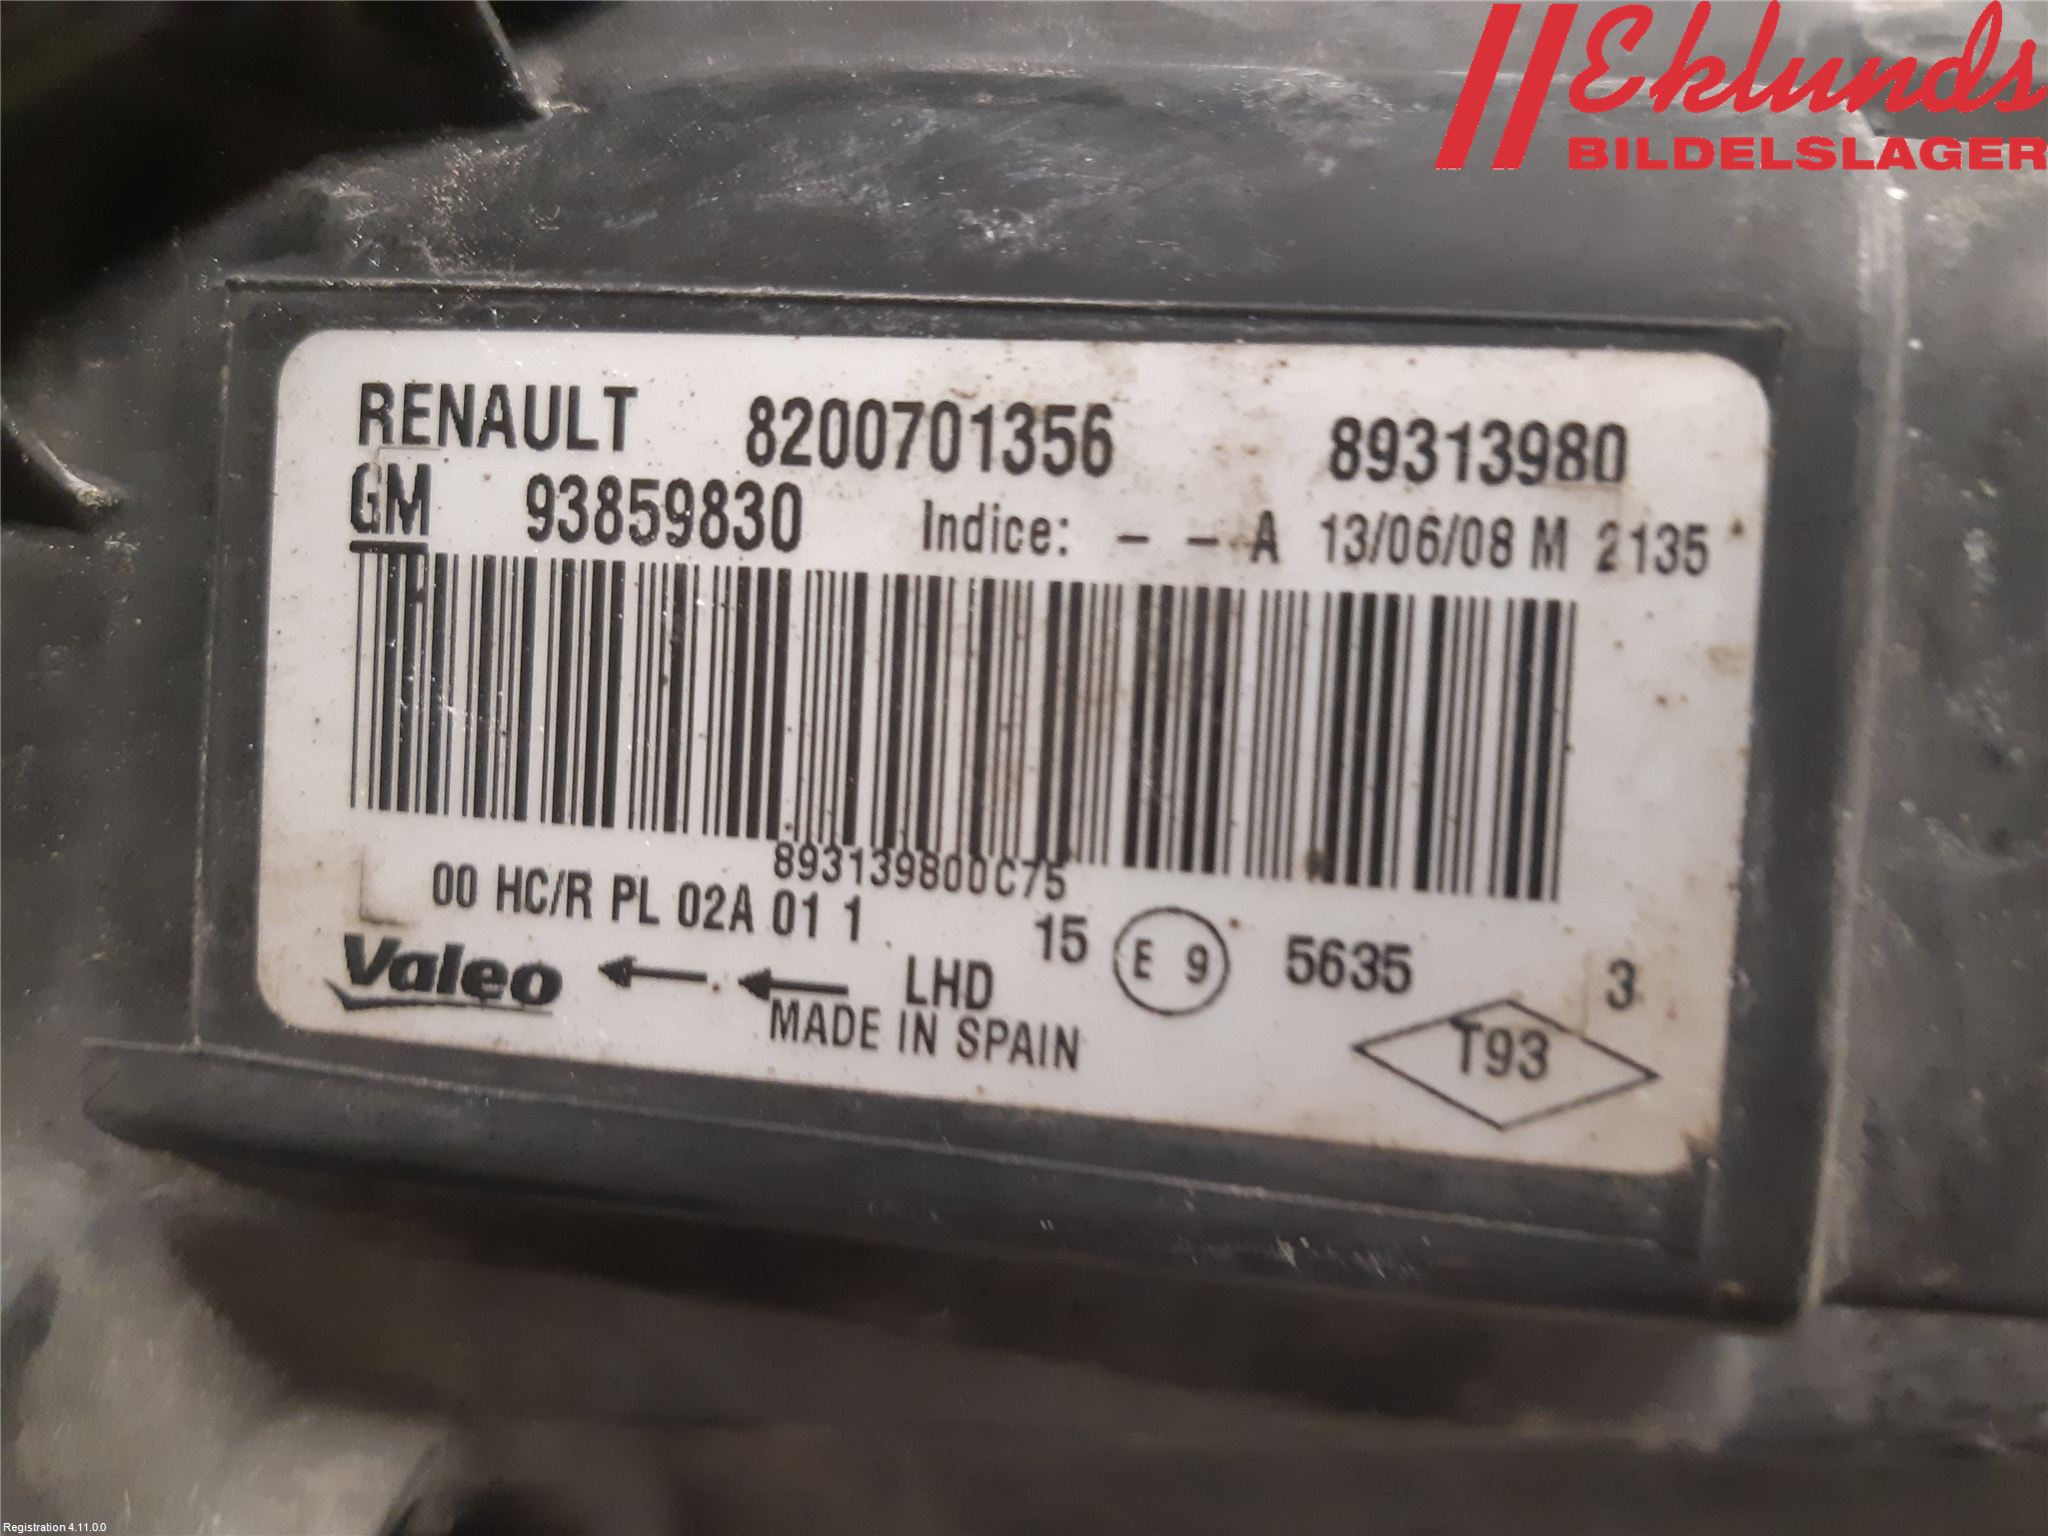 Eklunds
BILDELSLAGER
RENAULT 8200701356 89313980
GM 93859830 Indice: - - A 13/06/08 M 2135
893139800C75
00 HC/R PL 02A 01 1
15 E 9 5635 3
Valeo LHD
MADE IN SPAIN
T93
Registration 4.11.0.0